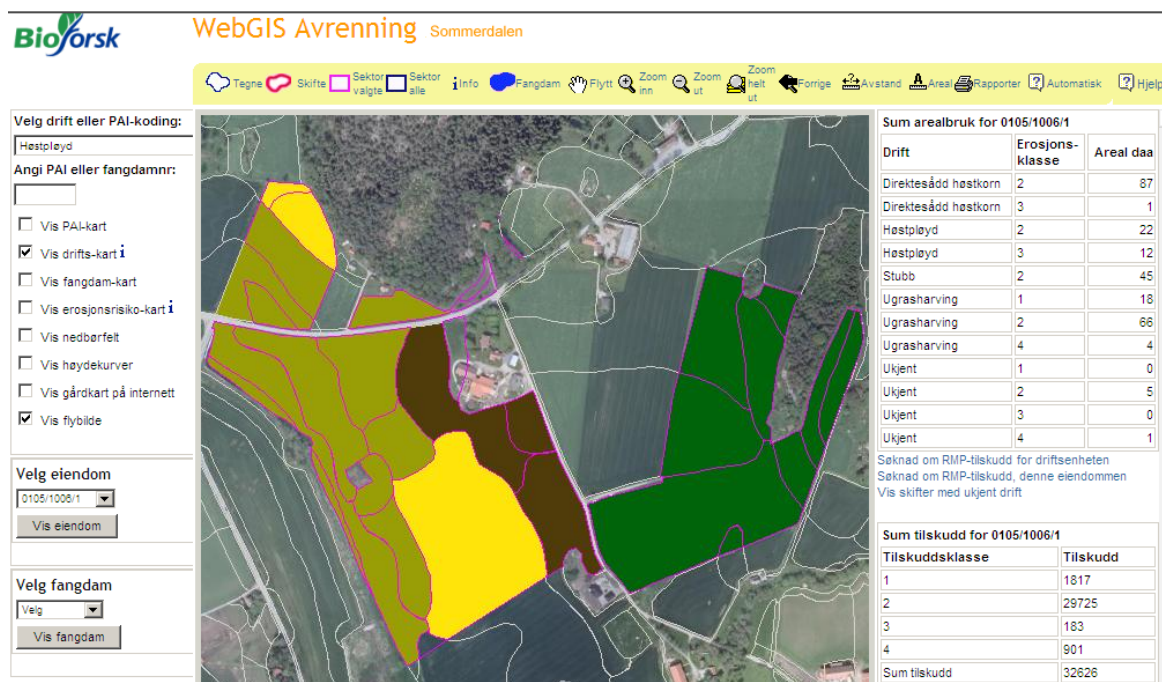 Bioforsk
WebGIS Avrenning Sommerdalen
Tegne
Skifte
Sektor valgte
Sektor alle
i Info
Fangdam
Flytt
Zoom inn
Zoom ut
Zoom helt ut
Forrige
Avstand
Areal
Rapporter
Automatisk
Hjelp
Velg drift eller PAI-koding:
Høstpløyd
Angi PAI eller fangdamnr:
Vis PAI-kart
Vis drifts-kart i
Vis fangdam-kart
Vis erosjonsrisiko-kart i
Vis nedbørfelt
Vis høydekurver
Vis gårdkart på internett
Vis flybilde
Velg eiendom
0105/1006/1
Vis eiendom
Velg fangdam
Velg
Vis fangdam
Sum arealbruk for 0105/1006/1
Drift Erosjons-klasse Areal daa
Direktesådd høstkorn 2 87
Direktesådd høstkorn 3 1
Høstpløyd 2 22
Høstpløyd 3 12
Stubb 2 45
Ugrasharving 1 18
Ugrasharving 2 66
Ugrasharving 4 4
Ukjent 1 0
Ukjent 2 5
Ukjent 3 0
Ukjent 4 1
Søknad om RMP-tilskudd for driftsenheten
Søknad om RMP-tilskudd, denne eiendommen
Vis skifter med ukjent drift
Sum tilskudd for 0105/1006/1
Tilskuddsklasse Tilskudd
1 1817
2 29725
3 183
4 901
Sum tilskudd 32626